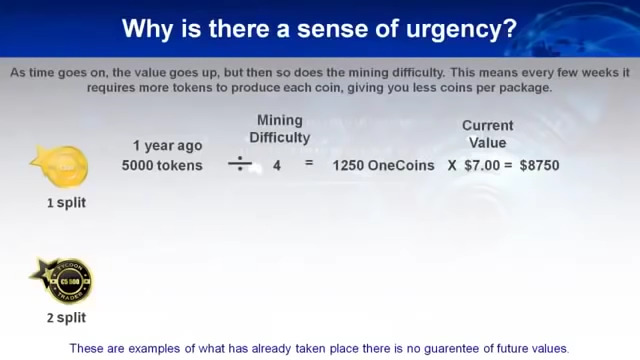 Why is there a sense of urgency?
As time goes on, the value goes up, but then so does the mining difficulty. This means every few weeks it
requires more tokens to produce each coin, giving you less coins per package.
Mining
Difficulty
Current
Value
1 year ago
5000 tokens ÷ 4 = 1250 OneCoins X $7.00 = $8750
1 split
TYCOON
TRADER
2 split
These are examples of what has already taken place there is no guarentee of future values.